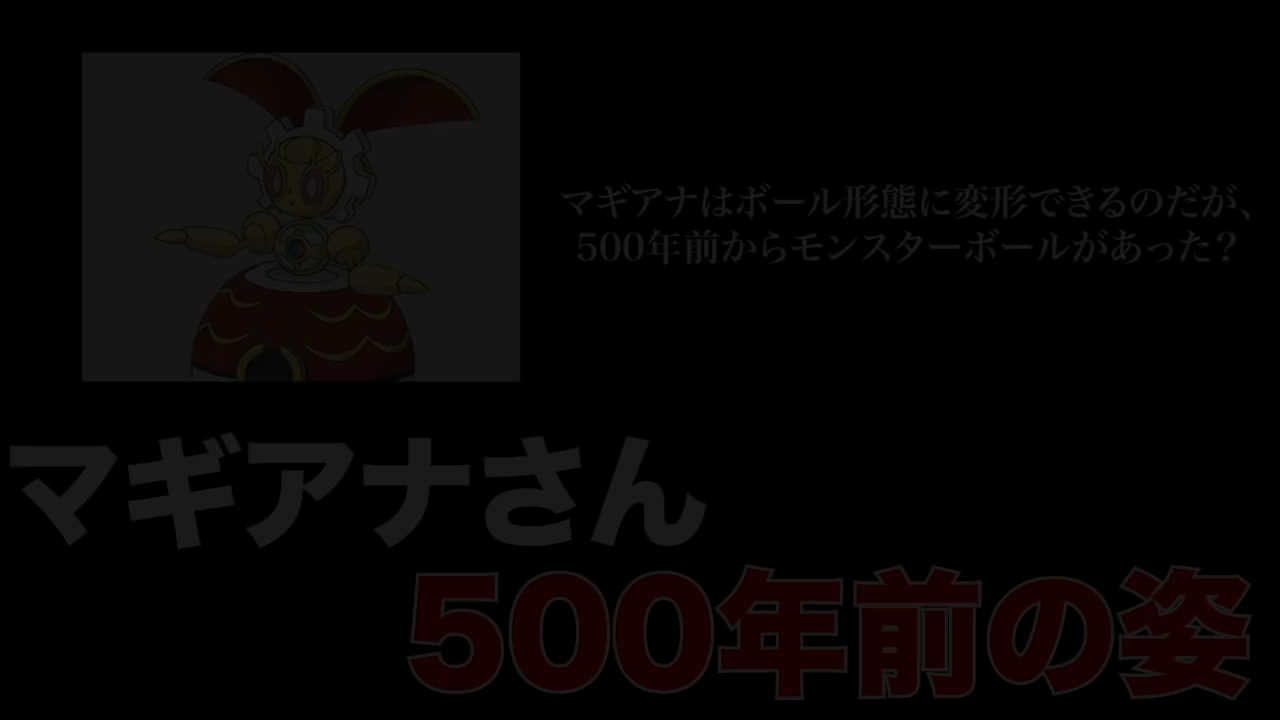 マギアナはボール形態に変形できるのだが、
500年前からモンスターボールがあった？
マギアナさん
500年前の姿